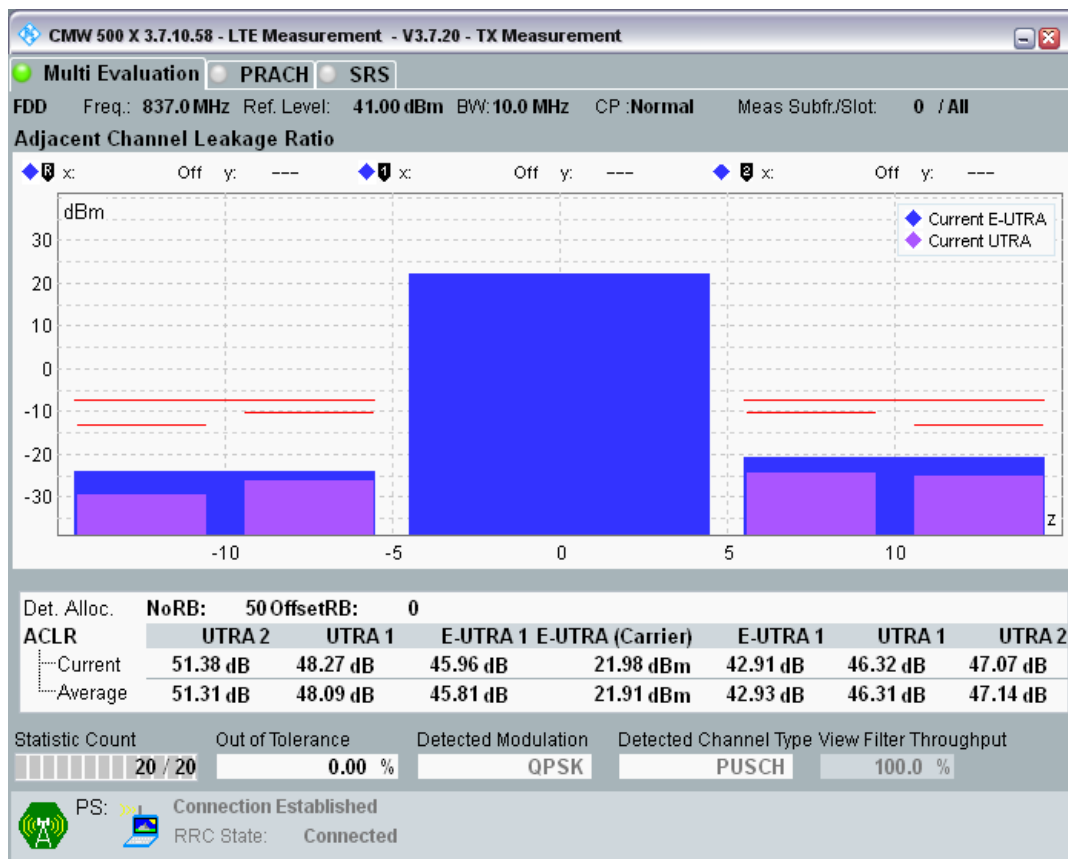 CMW 500 X 3.7.10.58 - LTE Measurement - V3.7.20 - TX Measurement
Multi Evaluation PRACH SRS
FDD Freq.: 837.0 MHz Ref. Level: 41.00 dBm BW: 10.0 MHz CP :Normal Meas Subfr./Slot: 0 / All
Adjacent Channel Leakage Ratio
R x: Off y: --- 1 x: Off y: --- 2 x: Off y: ---
dBm
Current E-UTRA
Current UTRA
30
20
10
0
-10
-20
-30
z
-10 -5 0 5 10
Det. Alloc. NoRB: 50 OffsetRB: 0
ACLR UTRA 2 UTRA 1 E-UTRA 1 E-UTRA (Carrier) E-UTRA 1 UTRA 1 UTRA 2
Current 51.38 dB 48.27 dB 45.96 dB 21.98 dBm 42.91 dB 46.32 dB 47.07 dB
Average 51.31 dB 48.09 dB 45.81 dB 21.91 dBm 42.93 dB 46.31 dB 47.14 dB
Statistic Count Out of Tolerance Detected Modulation Detected Channel Type View Filter Throughput
20 / 20 0.00 % QPSK PUSCH 100.0 %
PS: Connection Established
RRC State: Connected